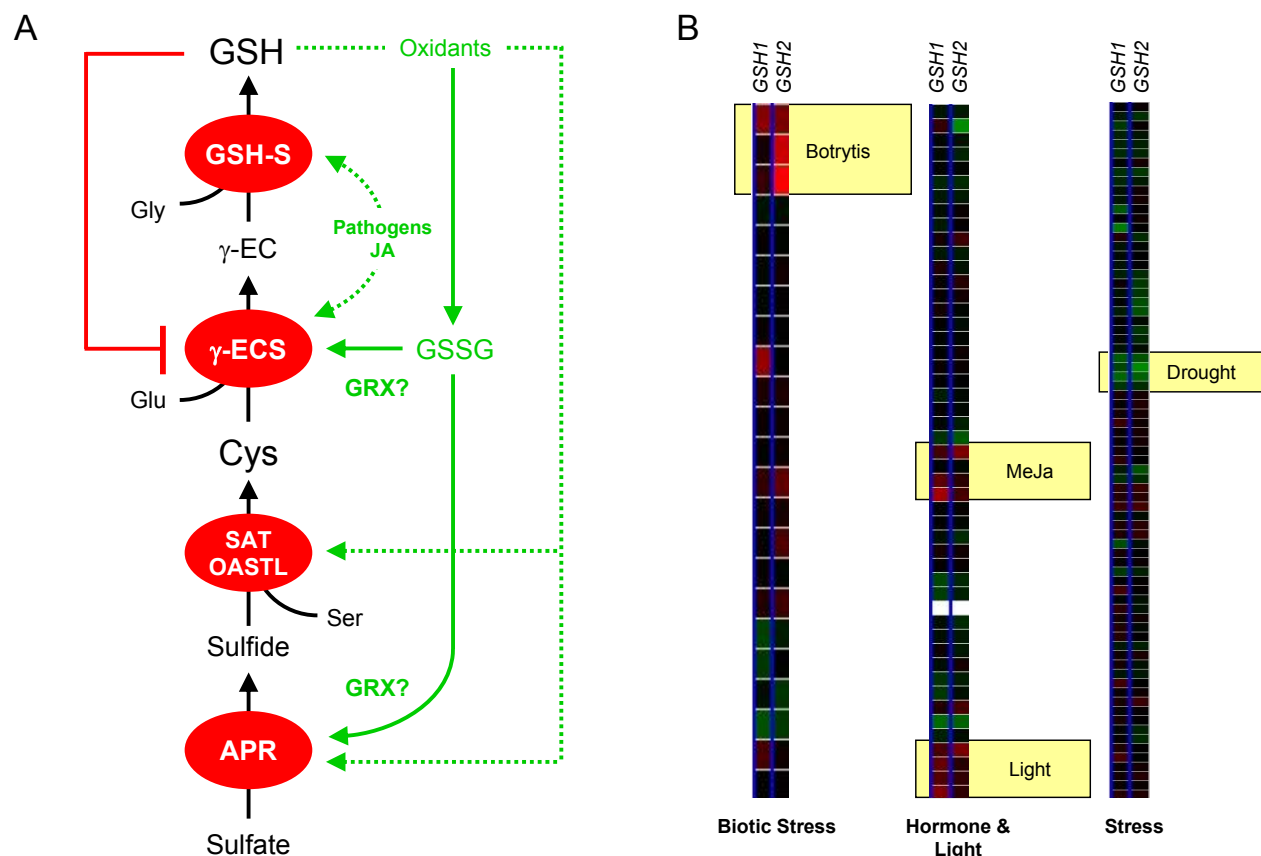 A
GSH
Oxidants
GSH-S
Gly
Pathogens
JA
γ-EC
γ-ECS
GSSG
GRX?
Glu
Cys
SAT
OASTL
Ser
Sulfide
GRX?
APR
Sulfate
B
GSH1
GSH2
GSH1
GSH2
GSH1
GSH2
Botrytis
Drought
MeJa
Light
Biotic Stress
Hormone &
Light
Stress